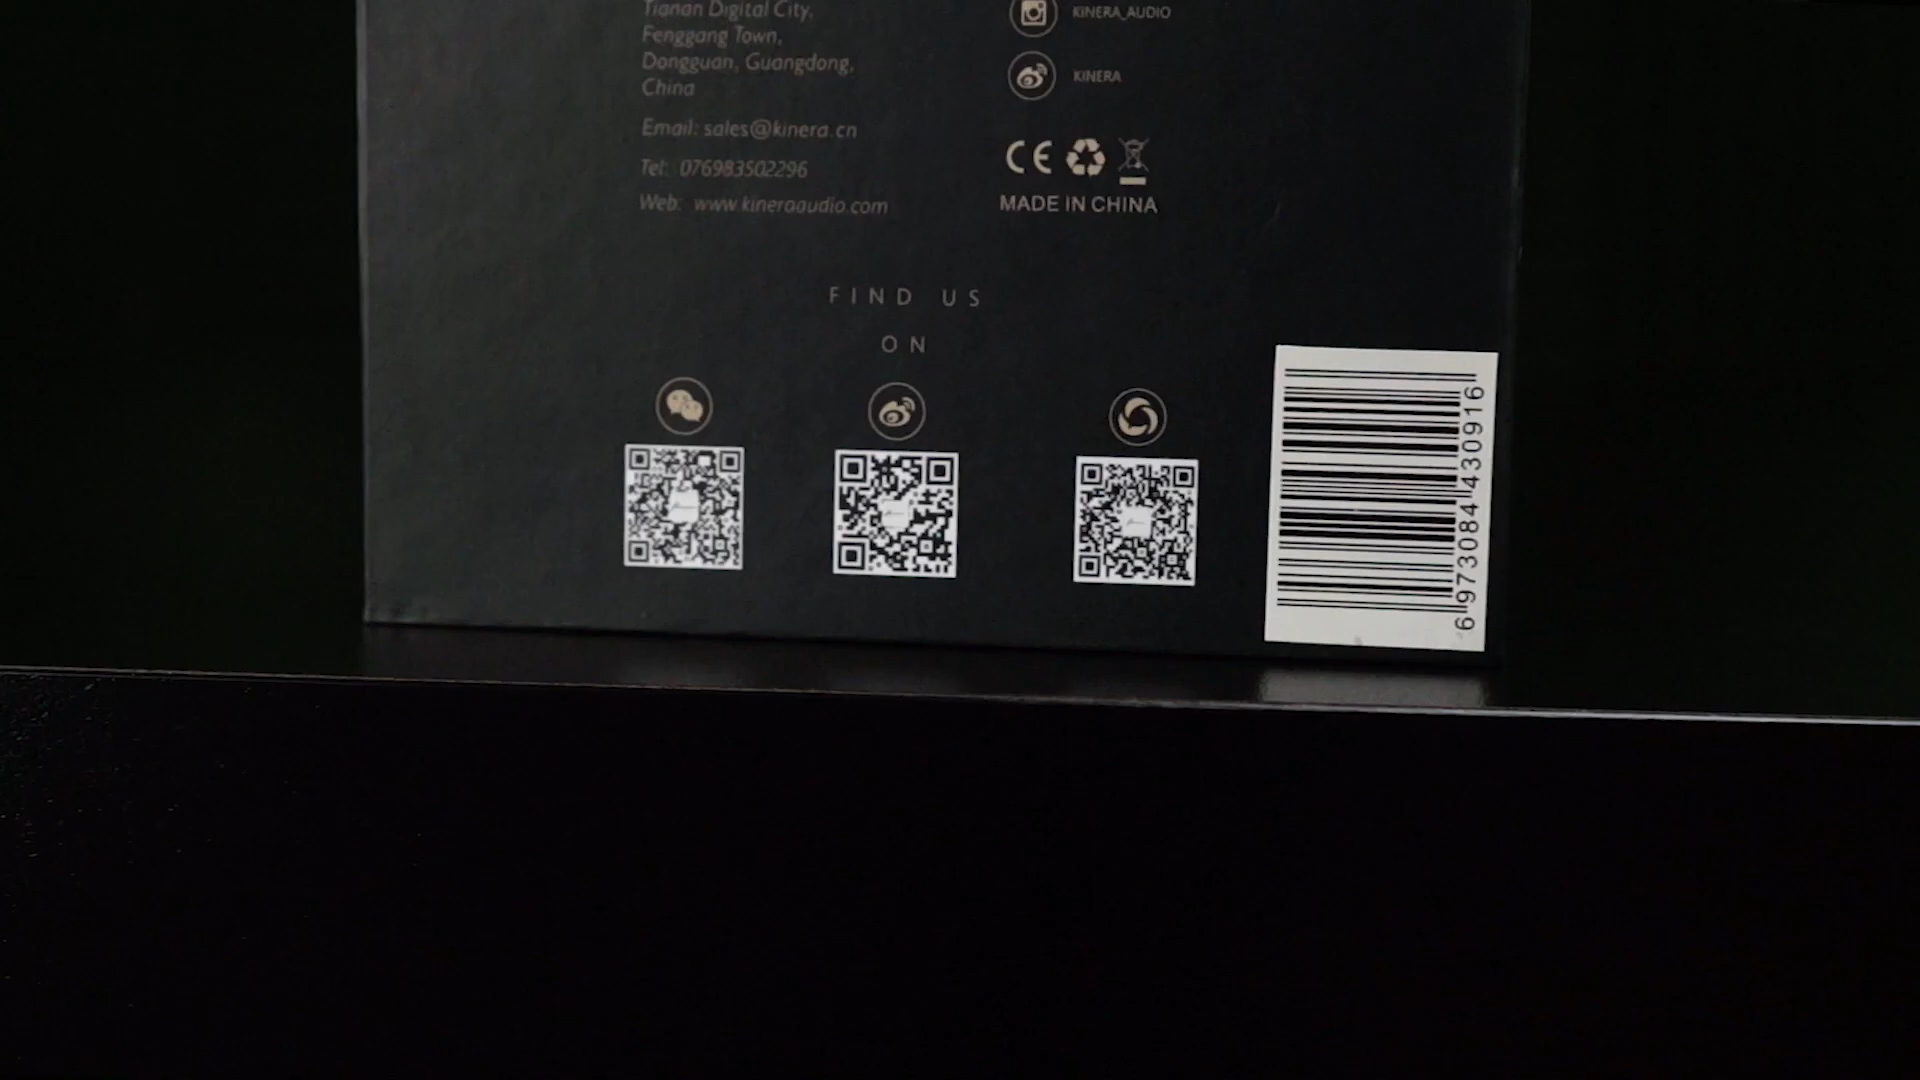 Tianan Digital City,
Fenggang Town,
Dongguan, Guangdong,
China
Email: sales@kinera.cn
Tel: 076983502296
Web: www.kineraaudio.com
KINERA_AUDIO
KINERA
CE
MADE IN CHINA
FIND US
ON
6 973084 430916